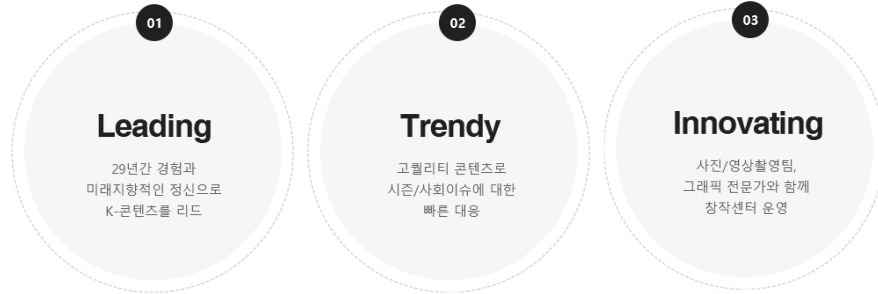 01
Leading
29년간 경험과
미래지향적인 정신으로
K-콘텐츠를 리드
02
Trendy
고퀄리티 콘텐츠로
시즌/사회이슈에 대한
빠른 대응
03
Innovating
사진/영상촬영팀,
그래픽 전문가와 함께
창작센터 운영